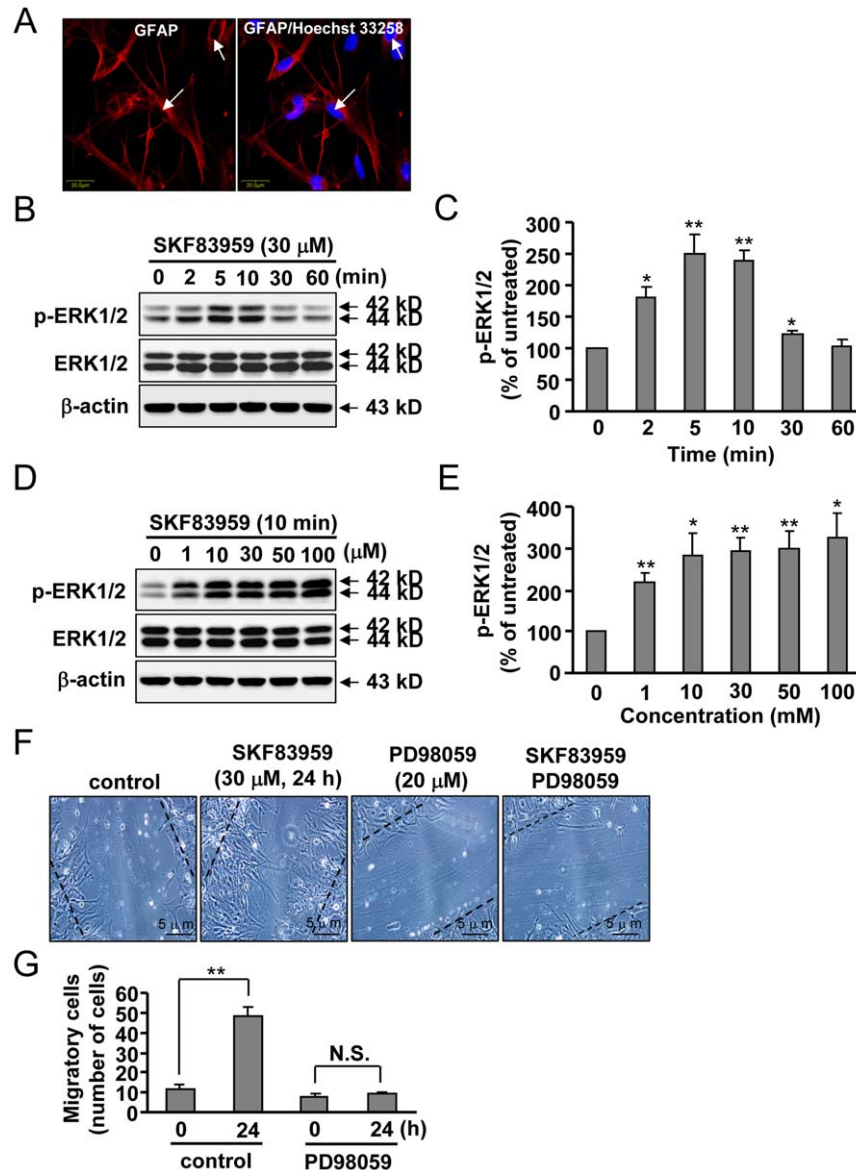 A
GFAP
GFAP/Hoechst 33258
20.0μm
20.0μm
B
SKF83959 (30 μM)
0 2 5 10 30 60 (min)
p-ERK1/2
42 kD
44 kD
ERK1/2
42 kD
44 kD
β-actin
43 kD
C
p-ERK1/2
(% of untreated)
300
250
200
150
100
50
0
*
**
**
*
0 2 5 10 30 60
Time (min)
D
SKF83959 (10 min)
0 1 10 30 50 100 (μM)
p-ERK1/2
42 kD
44 kD
ERK1/2
42 kD
44 kD
β-actin
43 kD
E
p-ERK1/2
(% of untreated)
400
300
200
100
0
**
*
**
**
*
0 1 10 30 50 100
Concentration (mM)
F
control
SKF83959
(30 μM, 24 h)
PD98059
(20 μM)
SKF83959
PD98059
5 μm
5 μm
5 μm
5 μm
G
Migratory cells
(number of cells)
60
50
40
30
20
10
0
**
N.S.
0 24 0 24 (h)
control PD98059